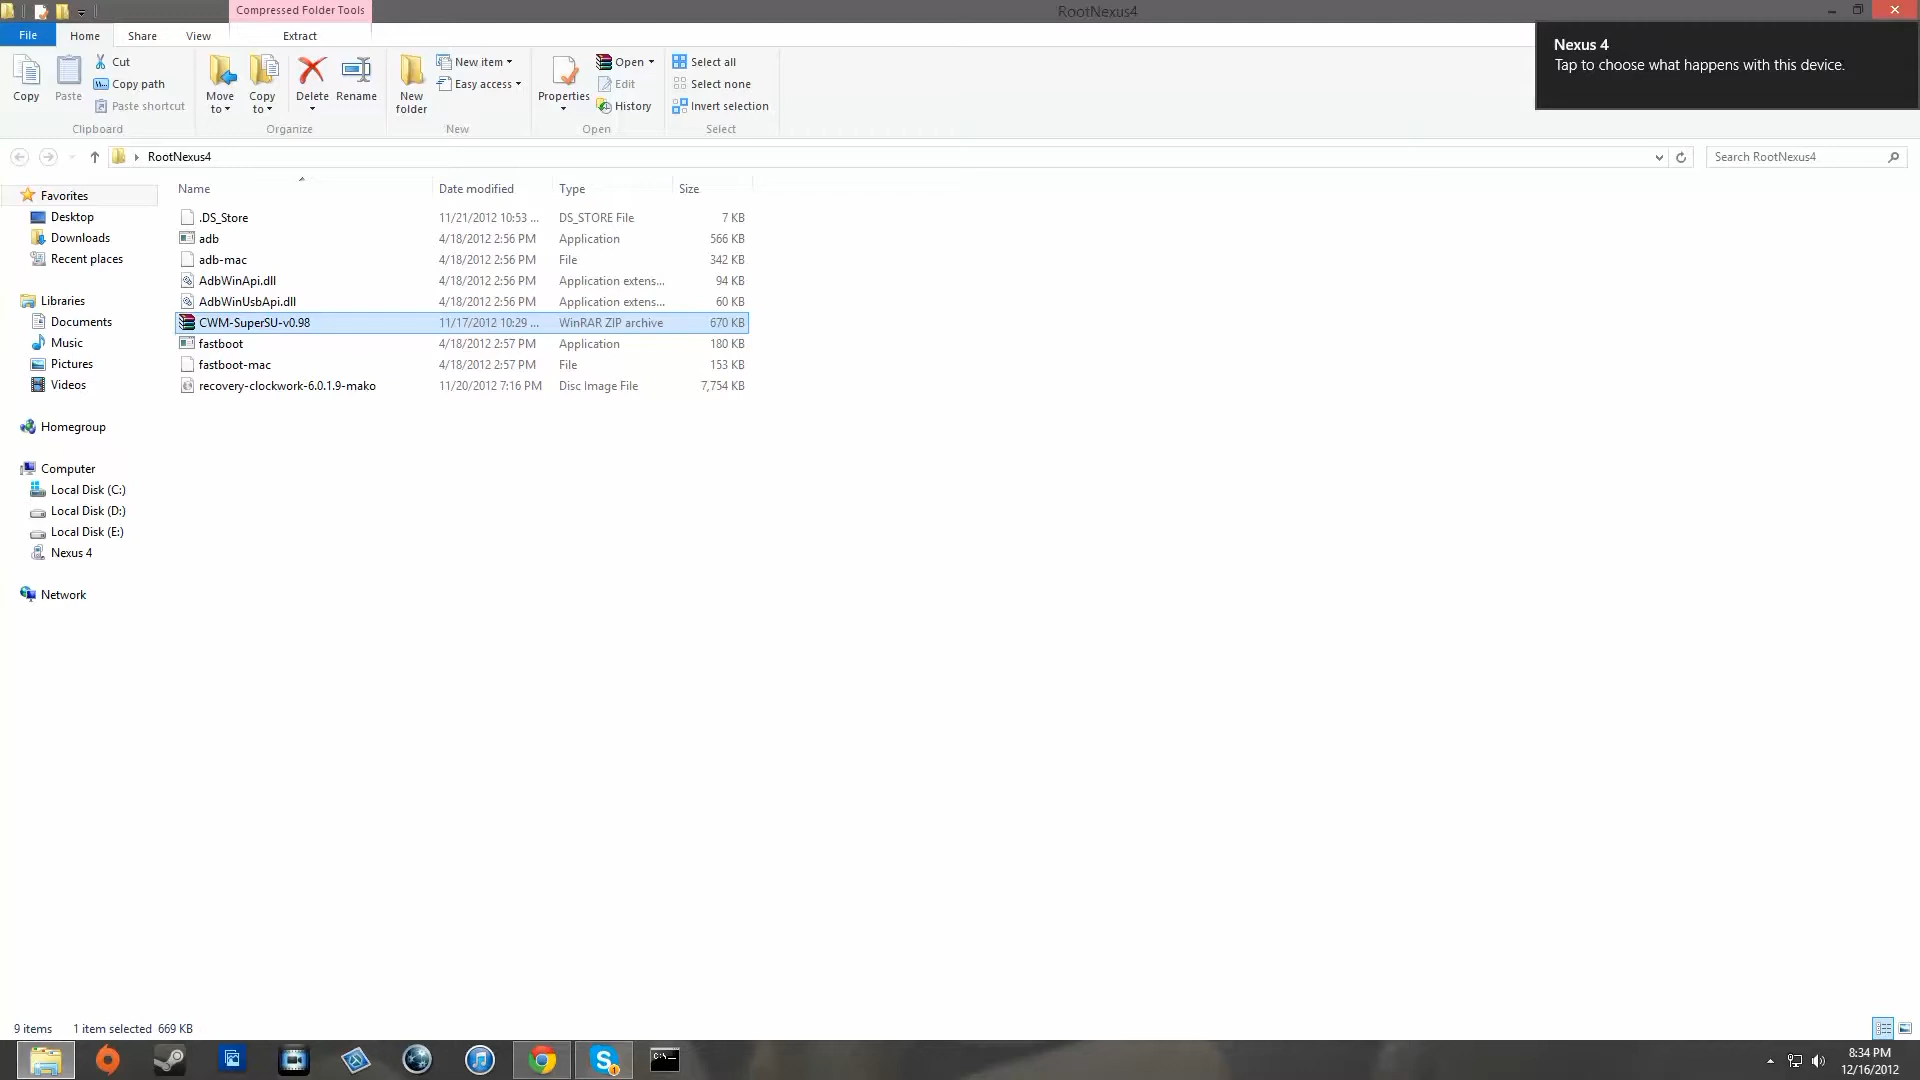 Compressed Folder Tools
RootNexus4
File
Home
Share
View
Extract
Nexus 4
Tap to choose what happens with this device.
Copy
Paste
Cut
Copy path
Paste shortcut
Clipboard
Move to
Copy to
Delete
Rename
Organize
New folder
New item
Easy access
New
Properties
Open
Edit
History
Open
Select all
Select none
Invert selection
Select
RootNexus4
Search RootNexus4
Name Date modified Type Size
.DS_Store 11/21/2012 10:53 ... DS_STORE File 7 KB
adb 4/18/2012 2:56 PM Application 566 KB
adb-mac 4/18/2012 2:56 PM File 342 KB
AdbWinApi.dll 4/18/2012 2:56 PM Application extens... 94 KB
AdbWinUsbApi.dll 4/18/2012 2:56 PM Application extens... 60 KB
CWM-SuperSU-v0.98 11/17/2012 10:29 ... WinRAR ZIP archive 670 KB
fastboot 4/18/2012 2:57 PM Application 180 KB
fastboot-mac 4/18/2012 2:57 PM File 153 KB
recovery-clockwork-6.0.1.9-mako 11/20/2012 7:16 PM Disc Image File 7,754 KB
Favorites
Desktop
Downloads
Recent places
Libraries
Documents
Music
Pictures
Videos
Homegroup
Computer
Local Disk (C:)
Local Disk (D:)
Local Disk (E:)
Nexus 4
Network
9 items 1 item selected 669 KB
8:34 PM
12/16/2012